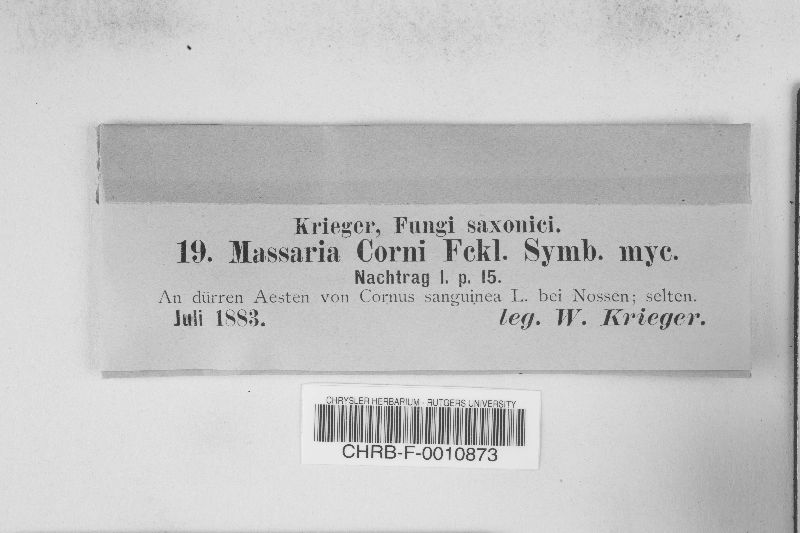 Krieger, Fungi saxonici.
19. Massaria Corni Fckl. Symb. myc.
Nachtrag I. p. 15.
An dürren Aesten von Cornus sanguinea L. bei Nossen; selten.
Juli 1883. leg. W. Krieger.
CHRYSLER HERBARIUM - RUTGERS UNIVERSITY
CHRB-F-0010873